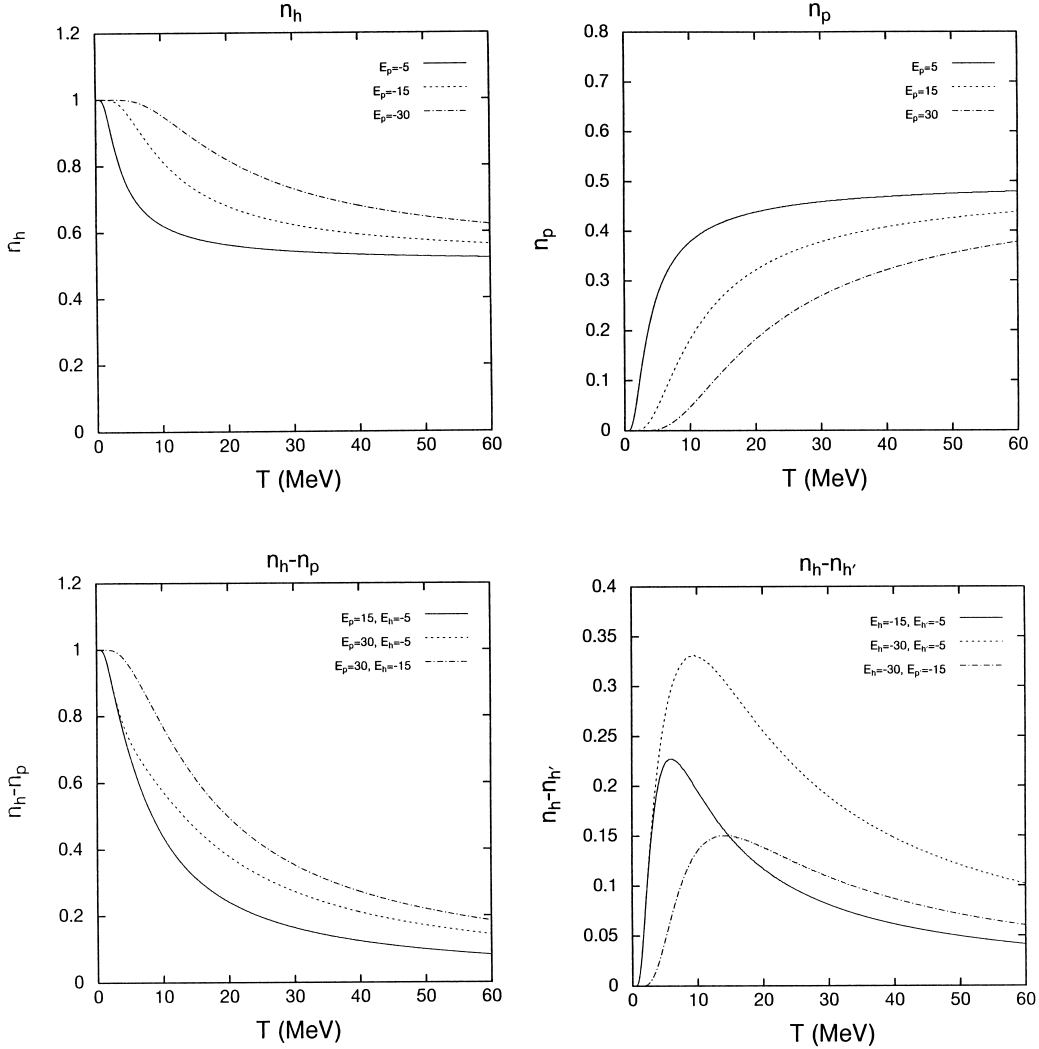 n_h
1.2
1
0.8
0.6
0.4
0.2
0
n_h
E_p=-5
E_p=-15
E_p=-30
0 10 20 30 40 50 60
T (MeV)
n_p
0.8
0.7
0.6
0.5
0.4
0.3
0.2
0.1
0
n_p
E_p=5
E_p=15
E_p=30
0 10 20 30 40 50 60
T (MeV)
n_h-n_p
1.2
1
0.8
0.6
0.4
0.2
0
n_h-n_p
E_p=15, E_h=-5
E_p=30, E_h=-5
E_p=30, E_h=-15
0 10 20 30 40 50 60
T (MeV)
n_h-n_h′
0.4
0.35
0.3
0.25
0.2
0.15
0.1
0.05
0
n_h-n_h′
E_h=-15, E_h′=-5
E_h=-30, E_h′=-5
E_h=-30, E_p′=-15
0 10 20 30 40 50 60
T (MeV)